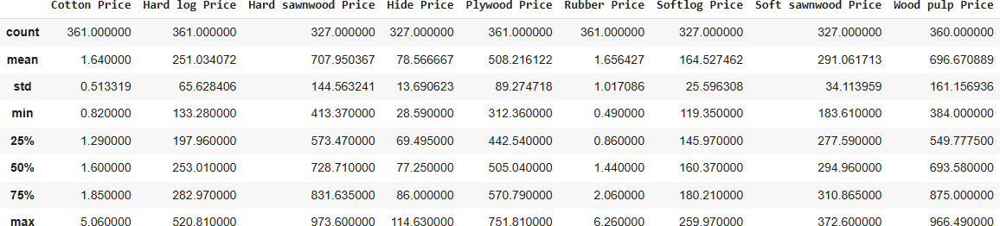 Cotton Price Hard log Price Hard sawnwood Price Hide Price Plywood Price Rubber Price Softlog Price Soft sawnwood Price Wood pulp Price
count 361.000000 361.000000 327.000000 327.000000 361.000000 361.000000 327.000000 327.000000 360.000000
mean 1.640000 251.034072 707.950367 78.566667 508.216122 1.656427 164.527462 291.061713 696.670889
std 0.513319 65.628406 144.563241 13.690623 89.274718 1.017086 25.596308 34.113959 161.156936
min 0.820000 133.280000 413.370000 28.590000 312.360000 0.490000 119.350000 183.610000 384.000000
25% 1.290000 197.960000 573.470000 69.495000 442.540000 0.860000 145.970000 277.590000 549.777500
50% 1.600000 253.010000 728.710000 77.250000 505.040000 1.440000 160.370000 294.960000 693.580000
75% 1.850000 282.970000 831.635000 86.000000 570.790000 2.060000 180.210000 310.865000 875.000000
max 5.060000 520.810000 973.600000 114.630000 751.810000 6.260000 259.970000 372.600000 966.490000